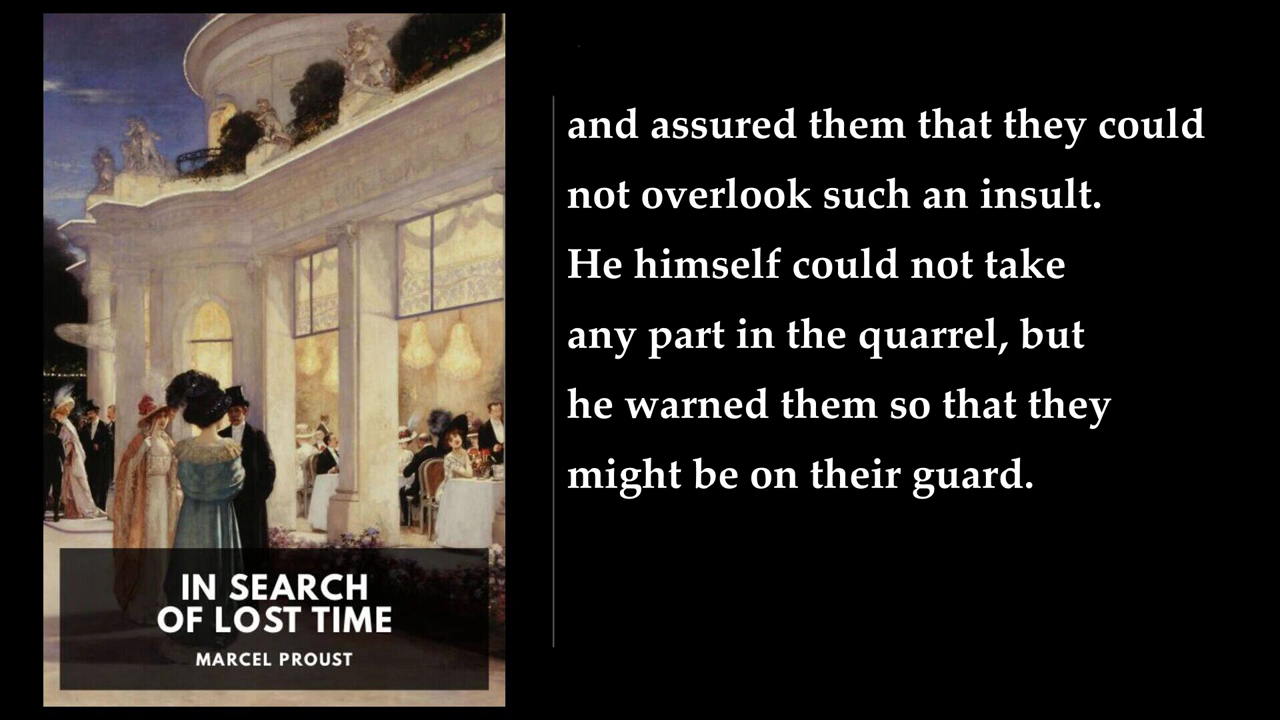 and assured them that they could
not overlook such an insult.
He himself could not take
any part in the quarrel, but
he warned them so that they
might be on their guard.
IN SEARCH
OF LOST TIME
MARCEL PROUST